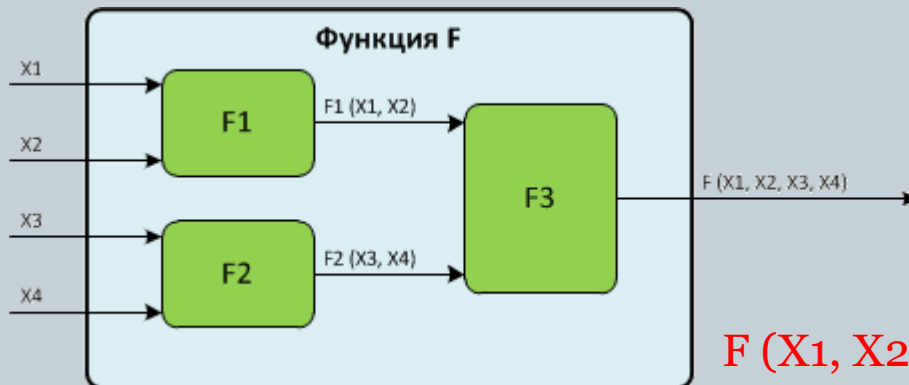 Функция F
X1
X2
X3
X4
F1
F1 (X1, X2)
F2
F2 (X3, X4)
F3
F (X1, X2, X3, X4)
F (X1, X2